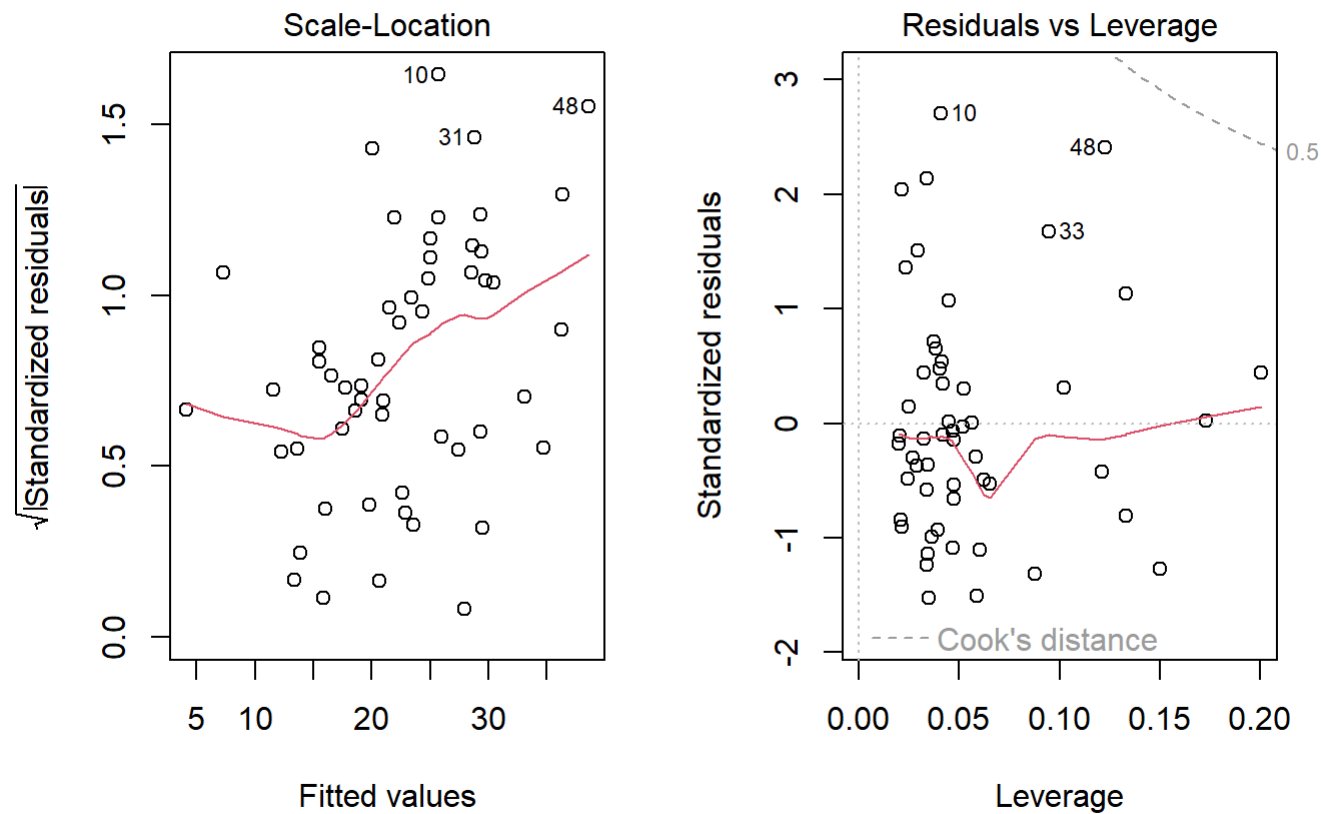 Scale-Location
√|Standardized residuals|
0.0 0.5 1.0 1.5
10
48
31
5 10 20 30
Fitted values
Residuals vs Leverage
Standardized residuals
-2 -1 0 1 2 3
10
48
0.5
33
Cook's distance
0.00 0.05 0.10 0.15 0.20
Leverage